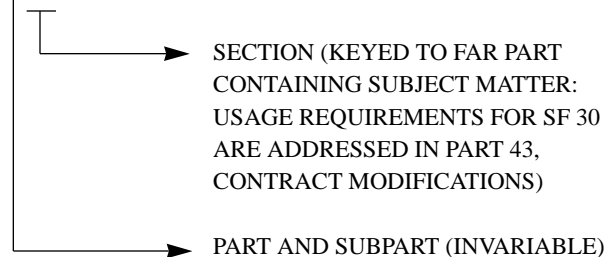 SECTION (KEYED TO FAR PART
CONTAINING SUBJECT MATTER:
USAGE REQUIREMENTS FOR SF 30
ARE ADDRESSED IN PART 43,
CONTRACT MODIFICATIONS)
PART AND SUBPART (INVARIABLE)